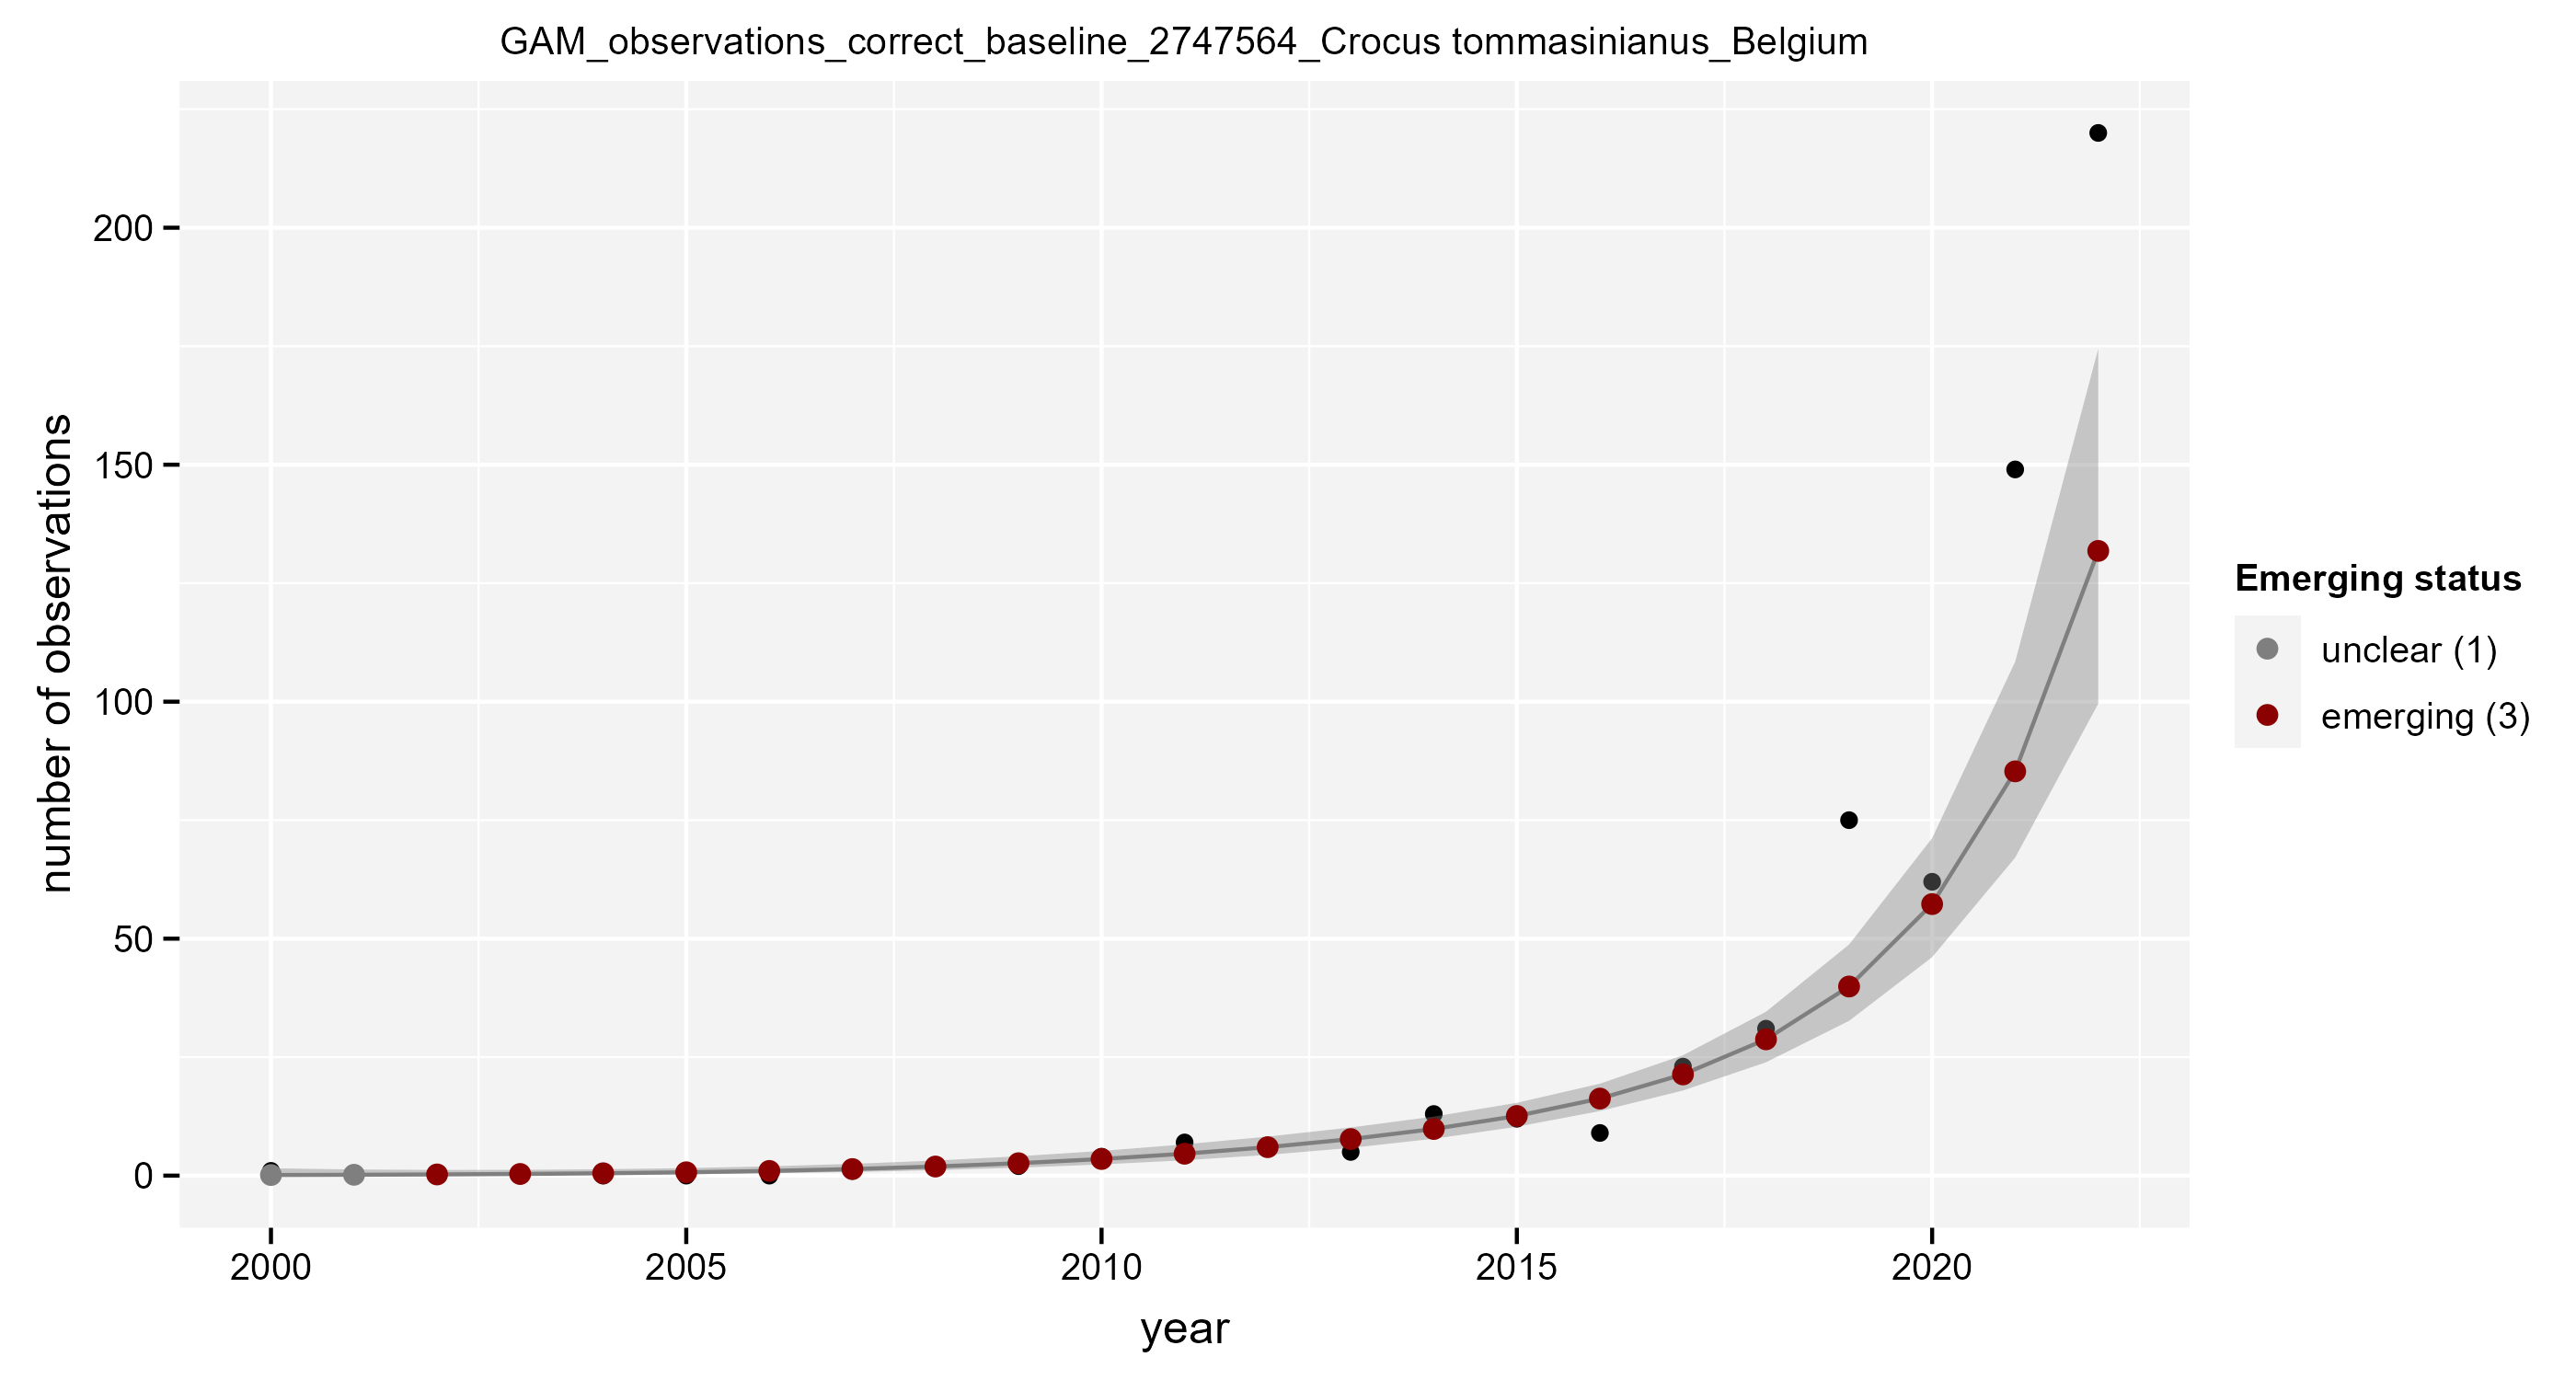 GAM_observations_correct_baseline_2747564_Crocus tommasinianus_Belgium
number of observations
200
150
100
50
0
2000
2005
2010
2015
2020
year
Emerging status
unclear (1)
emerging (3)